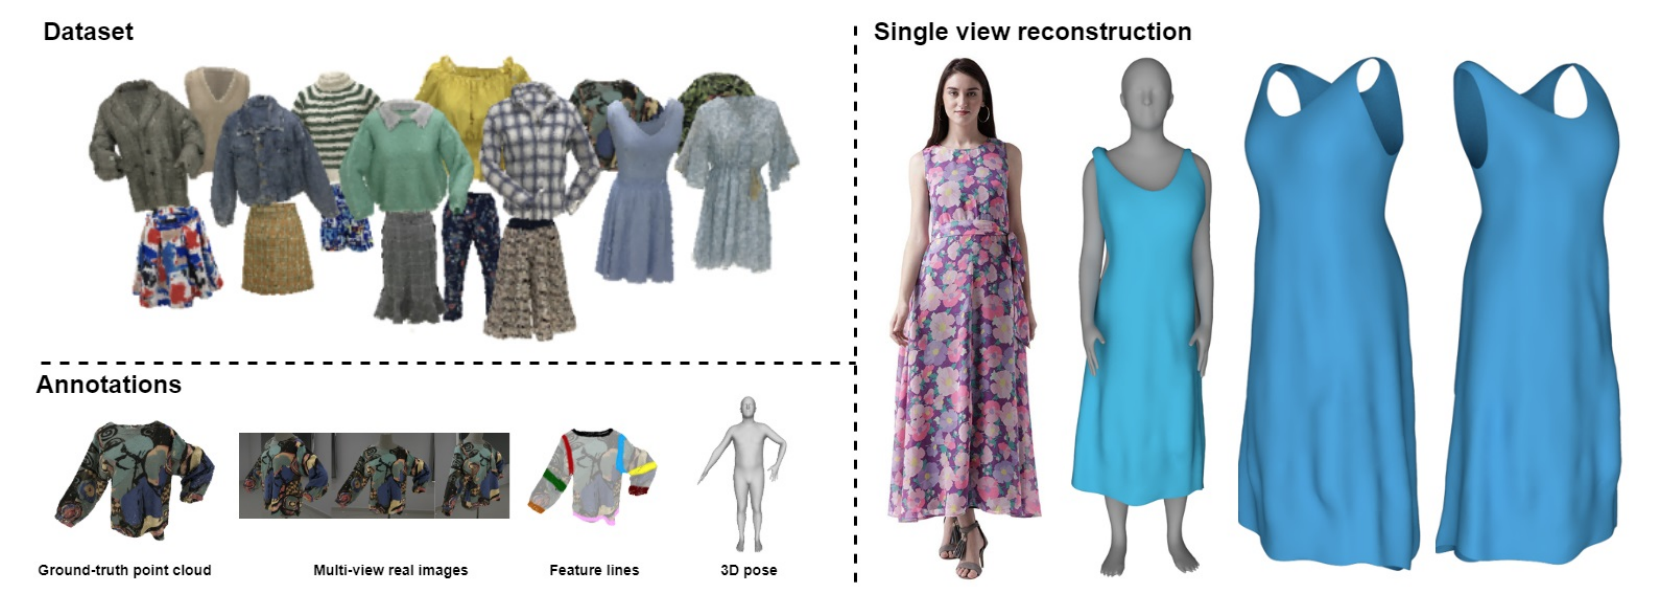 Dataset
Single view reconstruction
Annotations
Ground-truth point cloud
Multi-view real images
Feature lines
3D pose